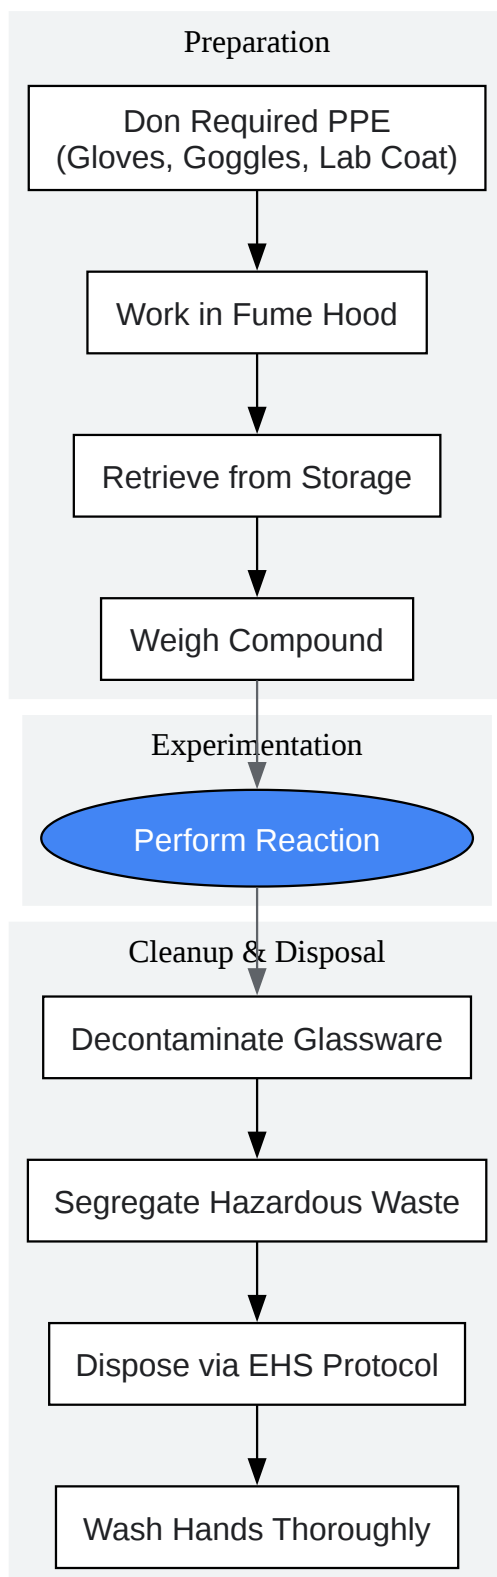 Preparation
Don Required PPE
(Gloves, Goggles, Lab Coat)
Work in Fume Hood
Retrieve from Storage
Weigh Compound
Experimentation
Perform Reaction
Cleanup & Disposal
Decontaminate Glassware
Segregate Hazardous Waste
Dispose via EHS Protocol
Wash Hands Thoroughly